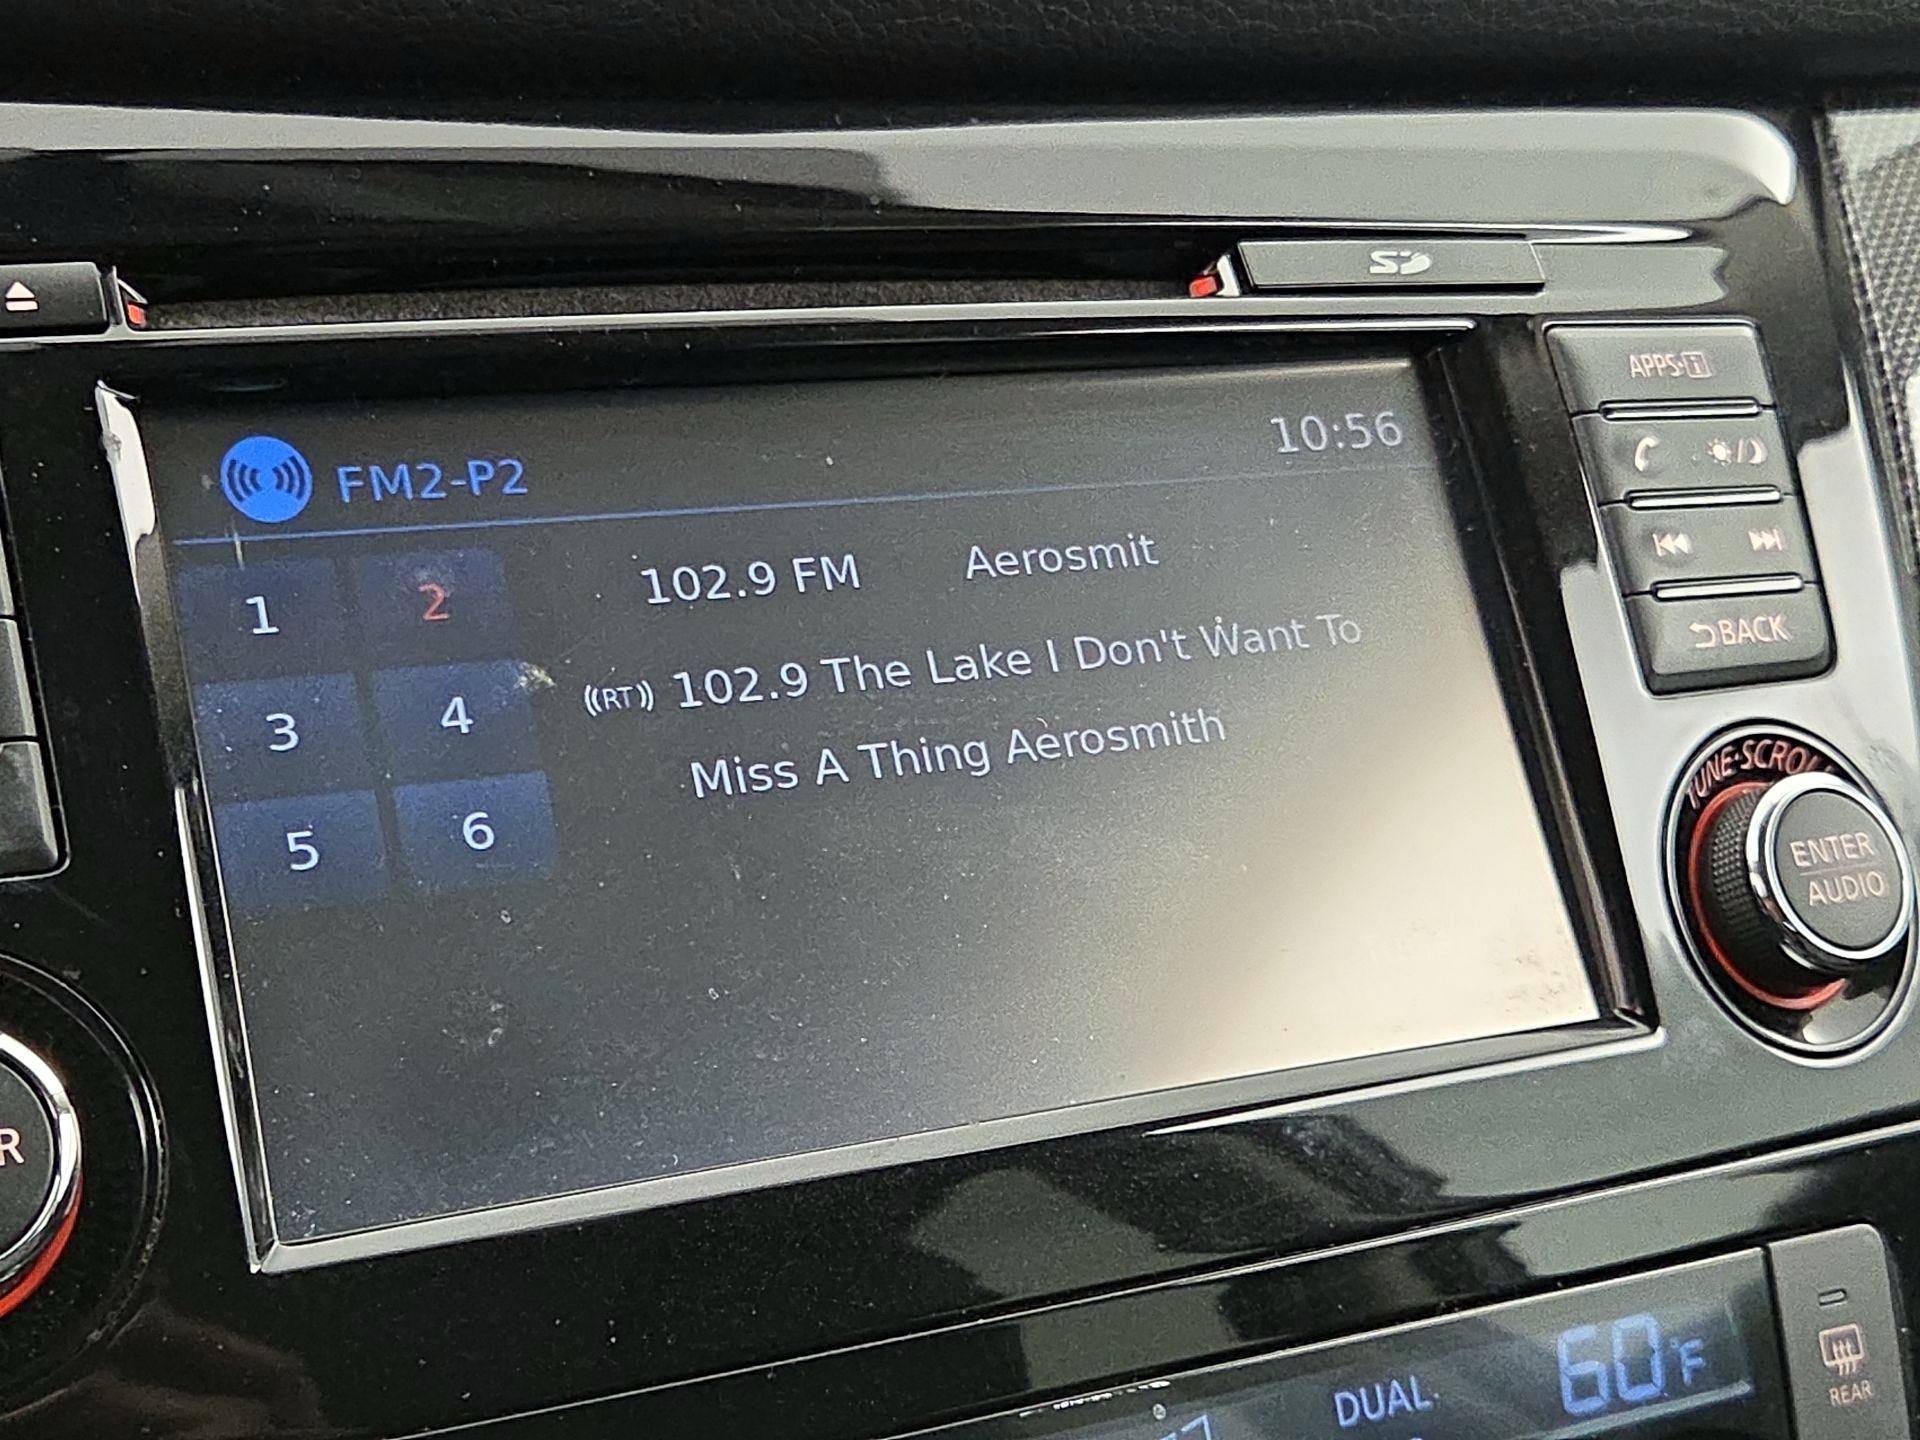 SD
APPS·i
FM2-P2
10:56
1
2
102.9 FM
Aerosmit
3
4
((RT)) 102.9 The Lake I Don't Want To
Miss A Thing Aerosmith
5
6
BACK
TUNE·SCROLL
ENTER
AUDIO
R
DUAL
60°F
REAR